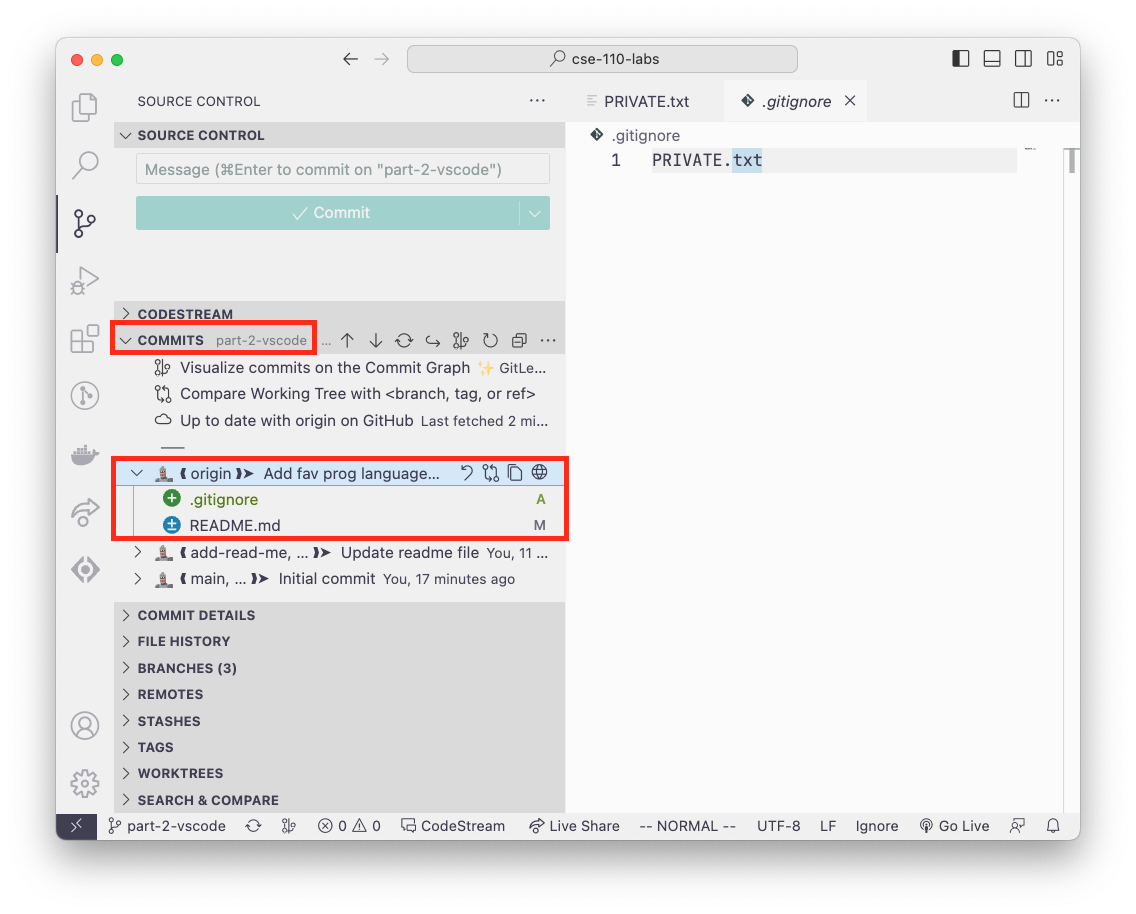 cse-110-labs
SOURCE CONTROL
SOURCE CONTROL
Message (⌘Enter to commit on "part-2-vscode")
Commit
CODESTREAM
COMMITS part-2-vscode ...
Visualize commits on the Commit Graph ✨ GitLe...
Compare Working Tree with <branch, tag, or ref>
Up to date with origin on GitHub Last fetched 2 mi...
origin Add fav prog language...
.gitignore A
README.md M
add-read-me, ... Update readme file You, 11 ...
main, ... Initial commit You, 17 minutes ago
COMMIT DETAILS
FILE HISTORY
BRANCHES (3)
REMOTES
STASHES
TAGS
WORKTREES
SEARCH & COMPARE
PRIVATE.txt .gitignore
.gitignore
1 PRIVATE.txt
part-2-vscode 0 0 CodeStream Live Share -- NORMAL -- UTF-8 LF Ignore Go Live